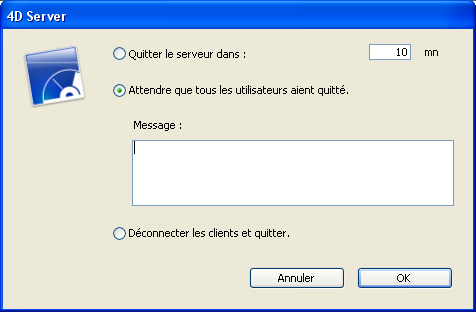 4D Server
Quitter le serveur dans : 10 mn
Attendre que tous les utilisateurs aient quitté.
Message :
Déconnecter les clients et quitter.
Annuler OK